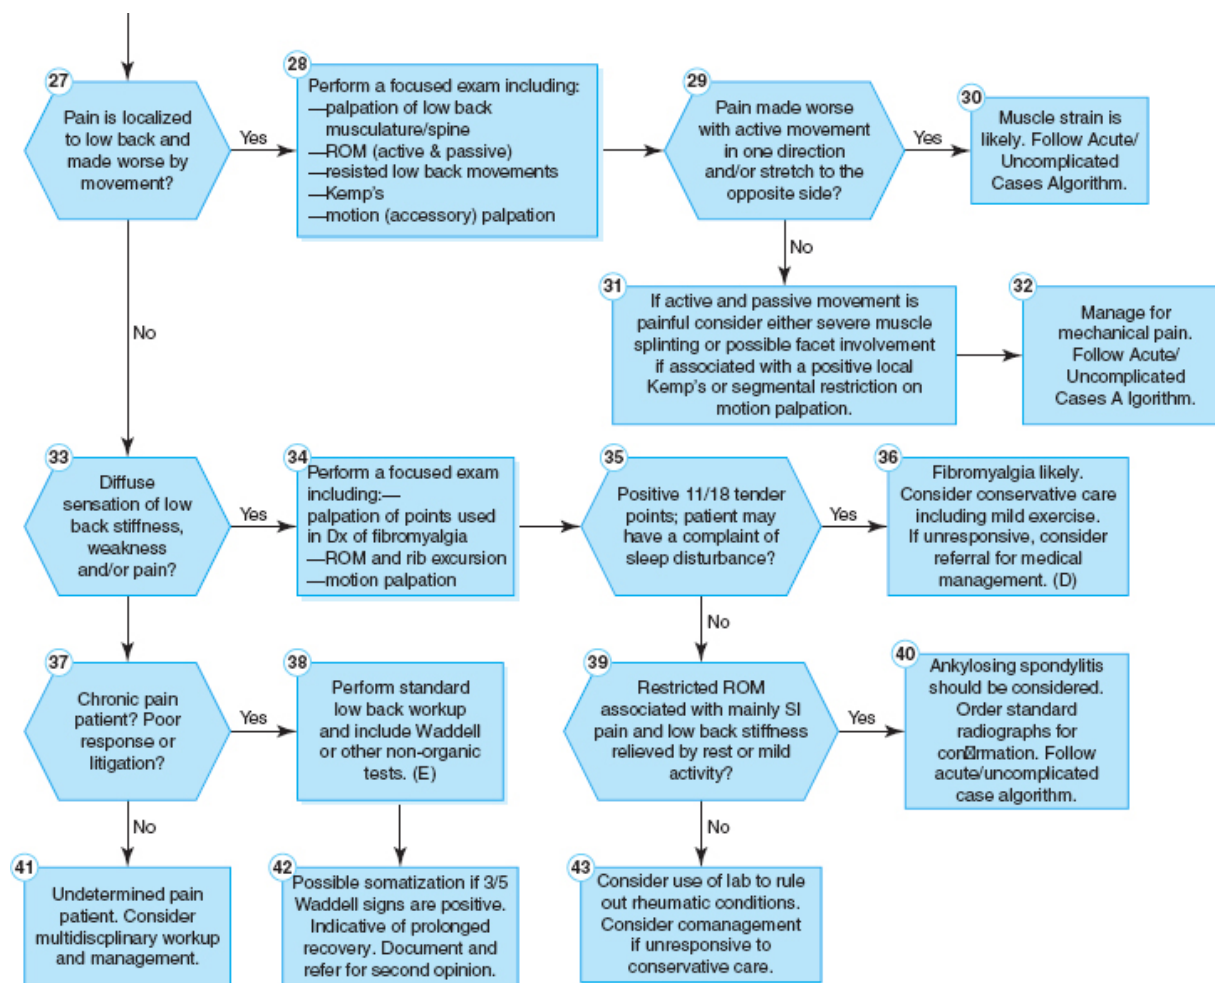 27
Pain is localized
to low back and
made worse by
movement?
Yes
28
Perform a focused exam including:
—palpation of low back
musculature/spine
—ROM (active & passive)
—resisted low back movements
—Kemp's
—motion (accessory) palpation
29
Pain made worse
with active movement
in one direction
and/or stretch to the
opposite side?
Yes
30
Muscle strain is
likely. Follow Acute/
Uncomplicated
Cases Algorithm.
No
31
If active and passive movement is
painful consider either severe muscle
splinting or possible facet involvement
if associated with a positive local
Kemp's or segmental restriction on
motion palpation.
32
Manage for
mechanical pain.
Follow Acute/
Uncomplicated
Cases A lgorithm.
No
33
Diffuse
sensation of low
back stiffness,
weakness
and/or pain?
Yes
34
Perform a focused exam
including:—
palpation of points used
in Dx of fibromyalgia
—ROM and rib excursion
—motion palpation
35
Positive 11/18 tender
points; patient may
have a complaint of
sleep disturbance?
Yes
36
Fibromyalgia likely.
Consider conservative care
including mild exercise.
If unresponsive, consider
referral for medical
management. (D)
No
37
Chronic pain
patient? Poor
response or
litigation?
Yes
38
Perform standard
low back workup
and include Waddell
or other non-organic
tests. (E)
39
Restricted ROM
associated with mainly SI
pain and low back stiffness
relieved by rest or mild
activity?
Yes
40
Ankylosing spondylitis
should be considered.
Order standard
radiographs for
con☒rmation. Follow
acute/uncomplicated
case algorithm.
No
41
Undetermined pain
patient. Consider
multidiscplinary workup
and management.
42
Possible somatization if 3/5
Waddell signs are positive.
Indicative of prolonged
recovery. Document and
refer for second opinion.
No
43
Consider use of lab to rule
out rheumatic conditions.
Consider comanagement
if unresponsive to
conservative care.